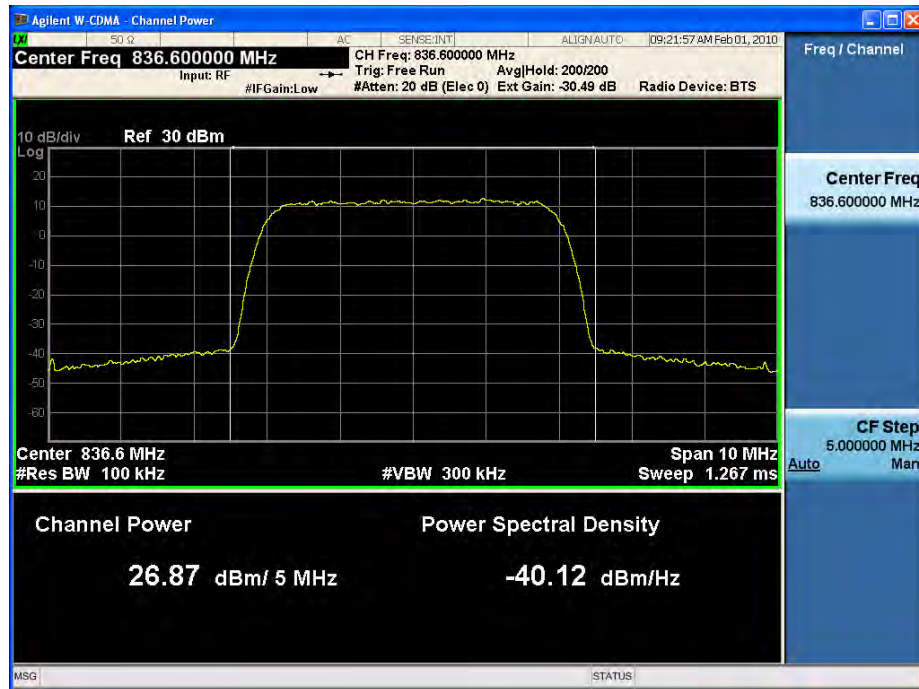 Agilent W-CDMA - Channel Power
LXI 50 Ω AC SENSE:INT ALIGN AUTO 09:21:57 AM Feb 01, 2010
Center Freq 836.600000 MHz
CH Freq: 836.600000 MHz
Input: RF
Trig: Free Run Avg|Hold: 200/200
#IFGain:Low
#Atten: 20 dB (Elec 0) Ext Gain: -30.49 dB Radio Device: BTS
Freq / Channel
10 dB/div Ref 30 dBm
Log
20
10
0
-10
-20
-30
-40
-50
-60
Center 836.6 MHz Span 10 MHz
#Res BW 100 kHz #VBW 300 kHz Sweep 1.267 ms
Center Freq
836.600000 MHz
CF Step
5.000000 MHz
Auto Man
Channel Power Power Spectral Density
26.87 dBm/ 5 MHz -40.12 dBm/Hz
MSG STATUS